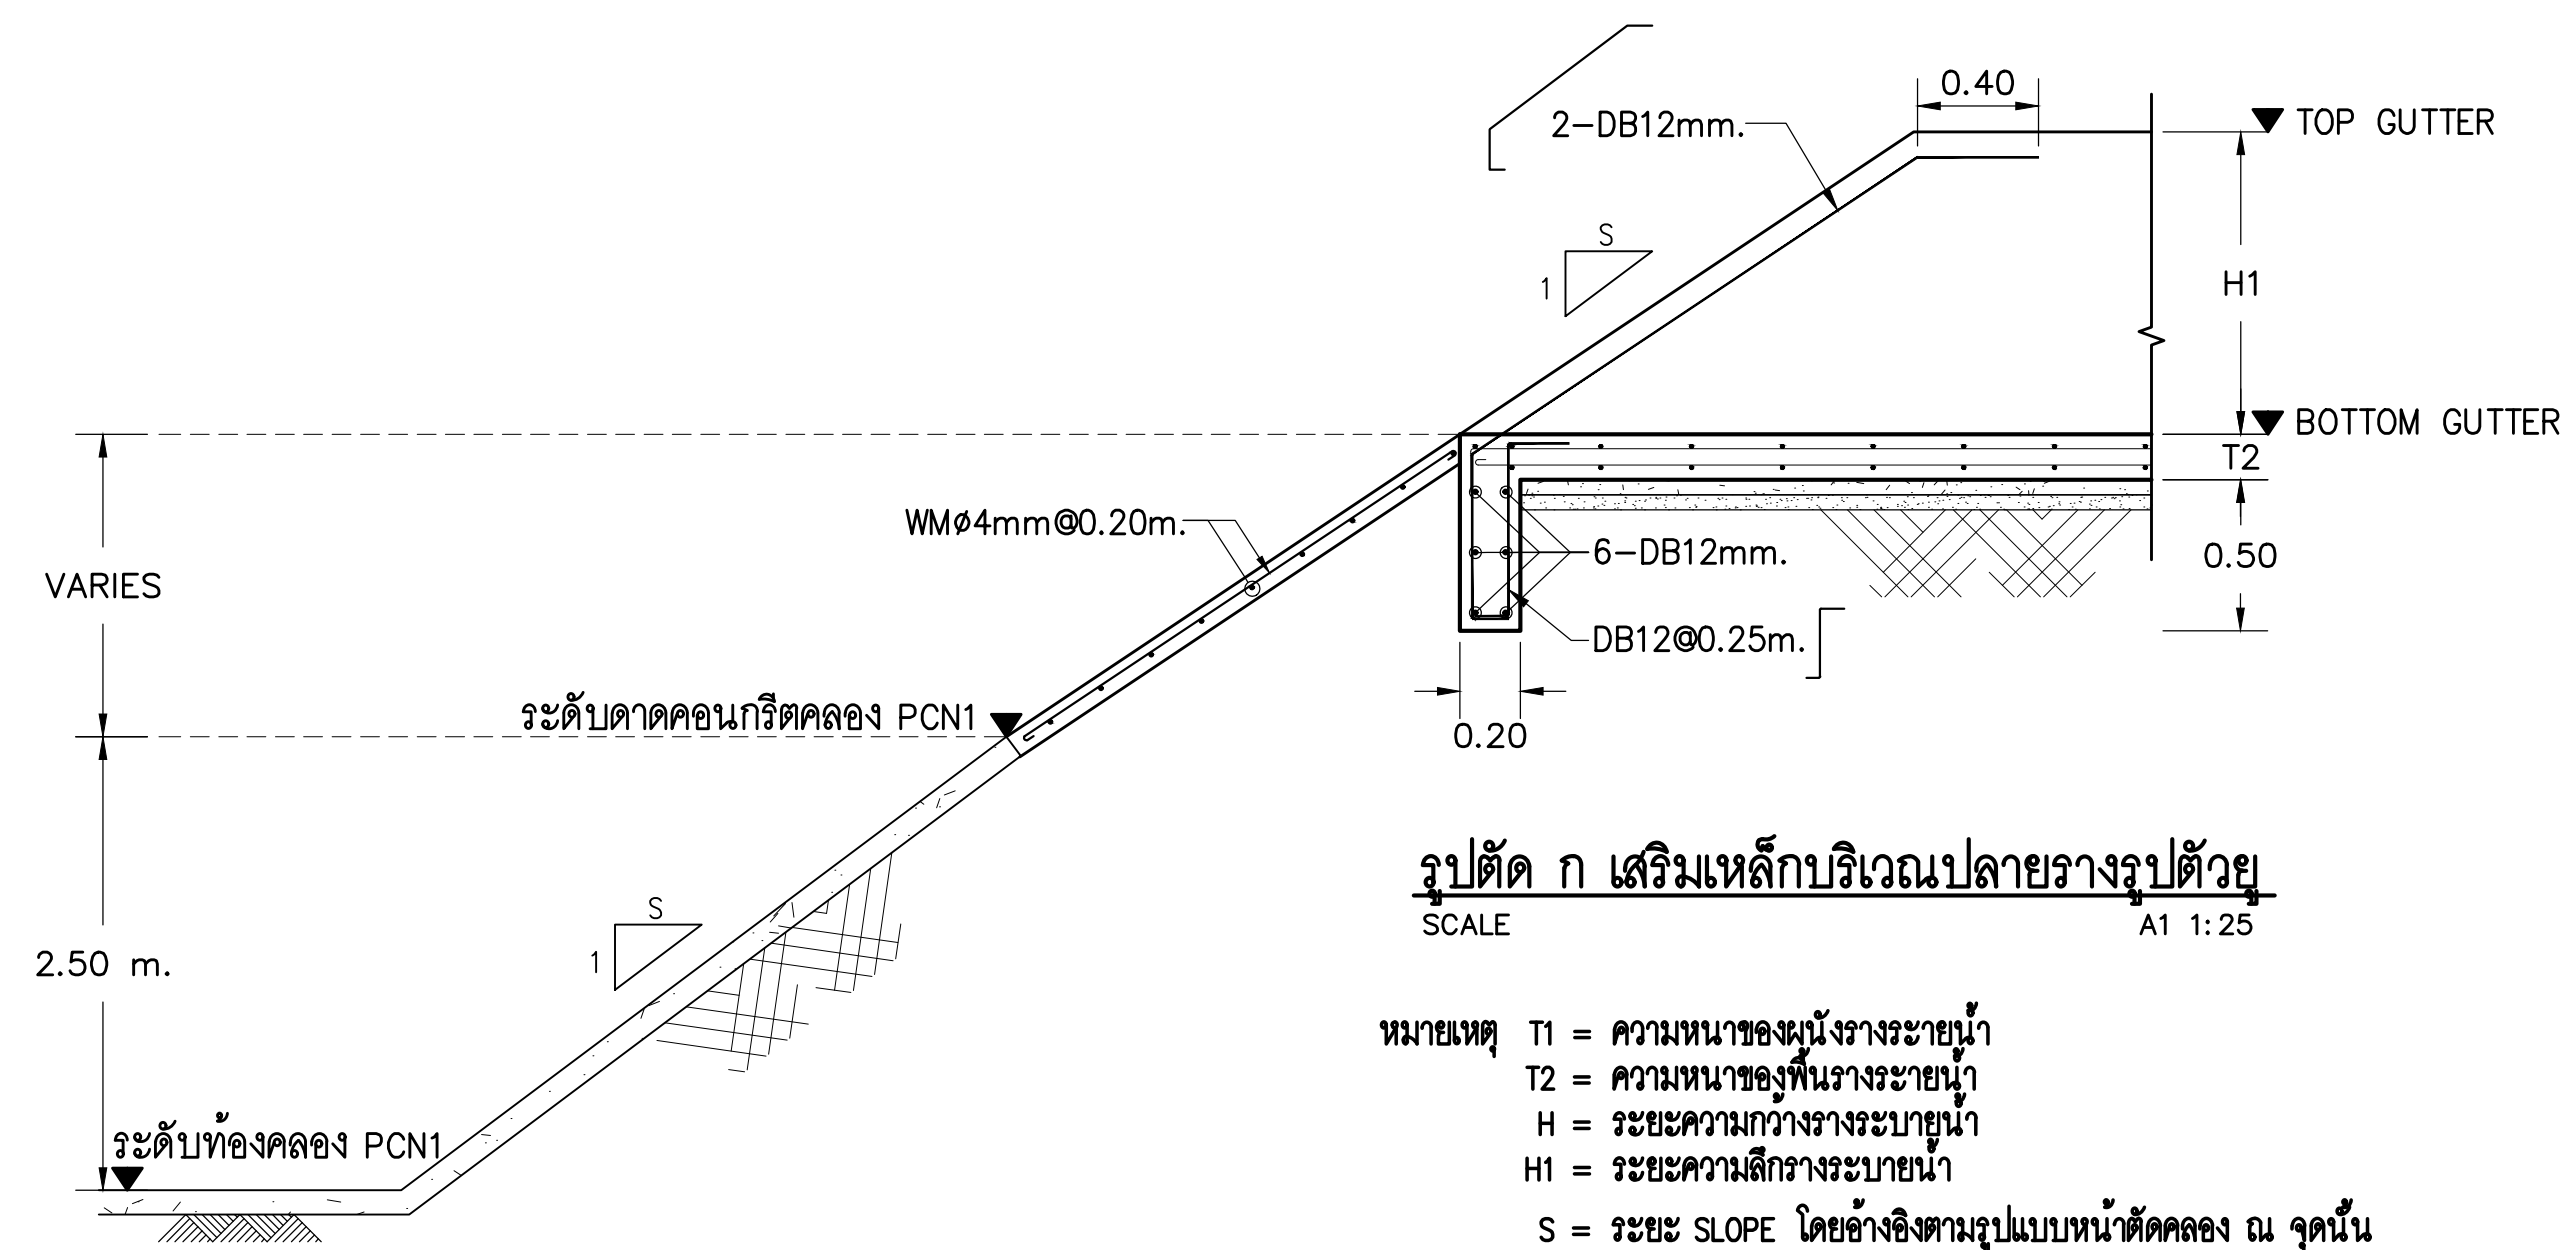 0.40
2-DB12mm.
TOP GUTTER
S
1
H1
BOTTOM GUTTER
T2
WMø4mm@0.20m.
6-DB12mm.
0.50
VARIES
DB12@0.25m.
ระดับดาดคอนกรีตคลอง PCN1
0.20
รูปตัด ก เสริมเหล็กบริเวณปลายรางรูปตัวยู
SCALE A1 1:25
S
1
2.50 m.
หมายเหตุ T1 = ความหนาของผนังรางระายน้ำ
T2 = ความหนาของพื้นรางระายน้ำ
H = ระยะความกว้างรางระบายน้ำ
ระดับท้องคลอง PCN1
H1 = ระยะความลึกรางระบายน้ำ
S = ระยะ SLOPE โดยอ้างอิงตามรูปแบบหน้าตัดคลอง ณ จุดนั้น